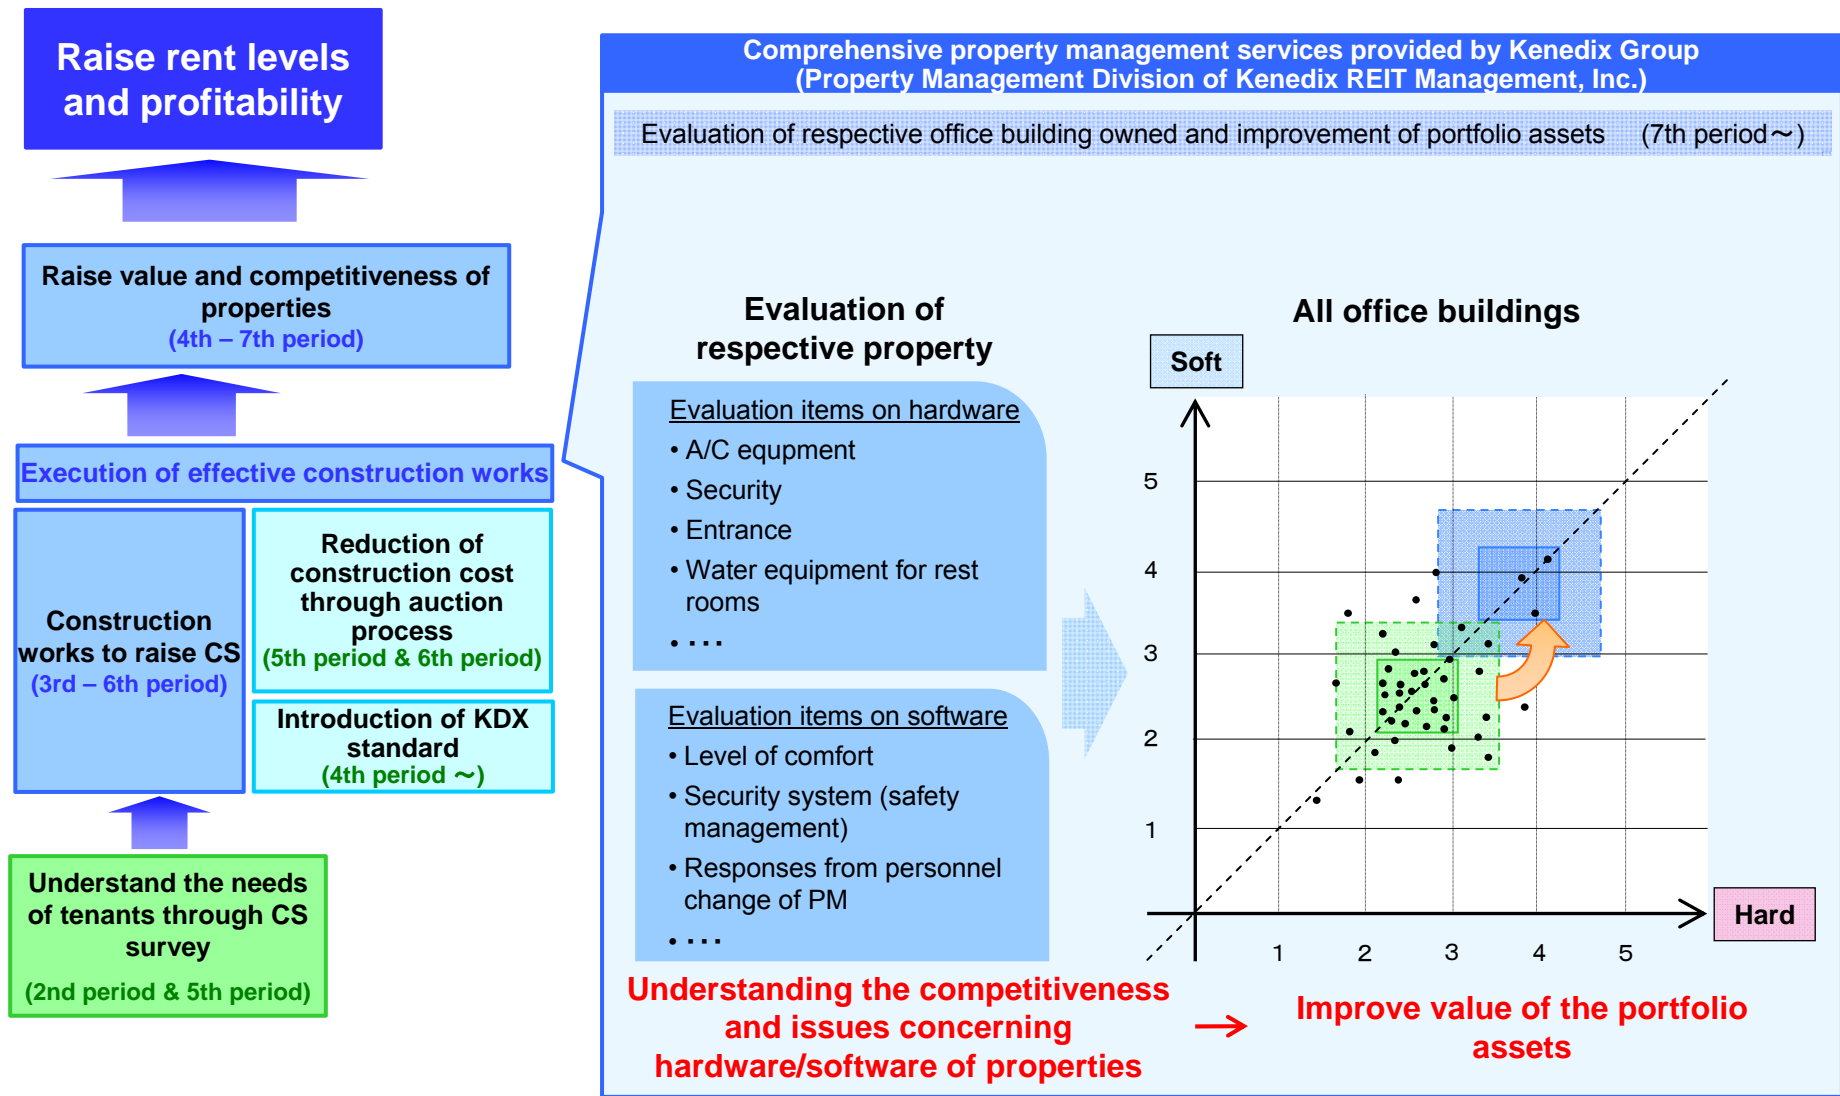 Raise rent levels
and profitability
Raise value and competitiveness of
properties
(4th – 7th period)
Execution of effective construction works
Construction
works to raise CS
(3rd – 6th period)
Reduction of
construction cost
through auction
process
(5th period & 6th period)
Introduction of KDX
standard
(4th period ～)
Understand the needs
of tenants through CS
survey
(2nd period & 5th period)
Comprehensive property management services provided by Kenedix Group
(Property Management Division of Kenedix REIT Management, Inc.)
Evaluation of respective office building owned and improvement of portfolio assets (7th period～)
Evaluation of
respective property
Evaluation items on hardware
• A/C equpment
• Security
• Entrance
• Water equipment for rest
rooms
• ･･･
Evaluation items on software
• Level of comfort
• Security system (safety
management)
• Responses from personnel
change of PM
• ･･･
Understanding the competitiveness
and issues concerning
hardware/software of properties
All office buildings
Soft
5
4
3
2
1
1 2 3 4 5
Hard
→ Improve value of the portfolio
assets